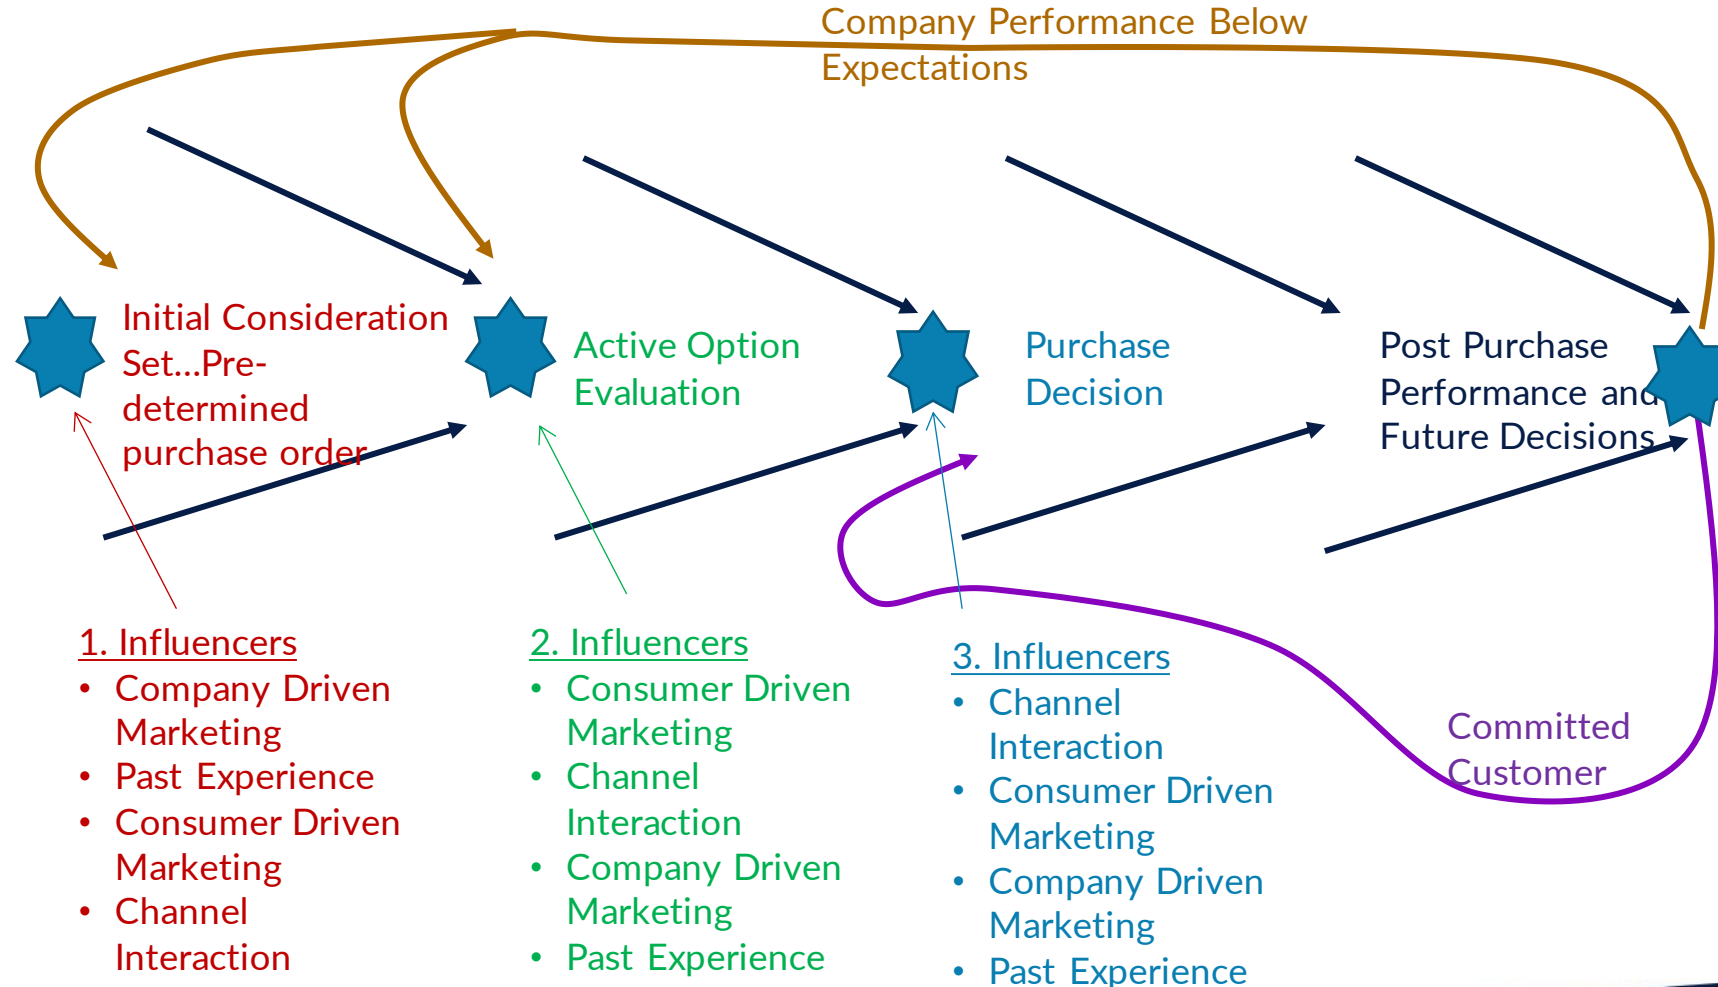 Company Performance Below
Expectations
Initial Consideration
Set...Pre-
determined
purchase order
Active Option
Evaluation
Purchase
Decision
Post Purchase
Performance and
Future Decisions
1. Influencers
• Company Driven
Marketing
• Past Experience
• Consumer Driven
Marketing
• Channel
Interaction
2. Influencers
• Consumer Driven
Marketing
• Channel
Interaction
• Company Driven
Marketing
• Past Experience
3. Influencers
• Channel
Interaction
• Consumer Driven
Marketing
• Company Driven
Marketing
• Past Experience
Committed
Customer